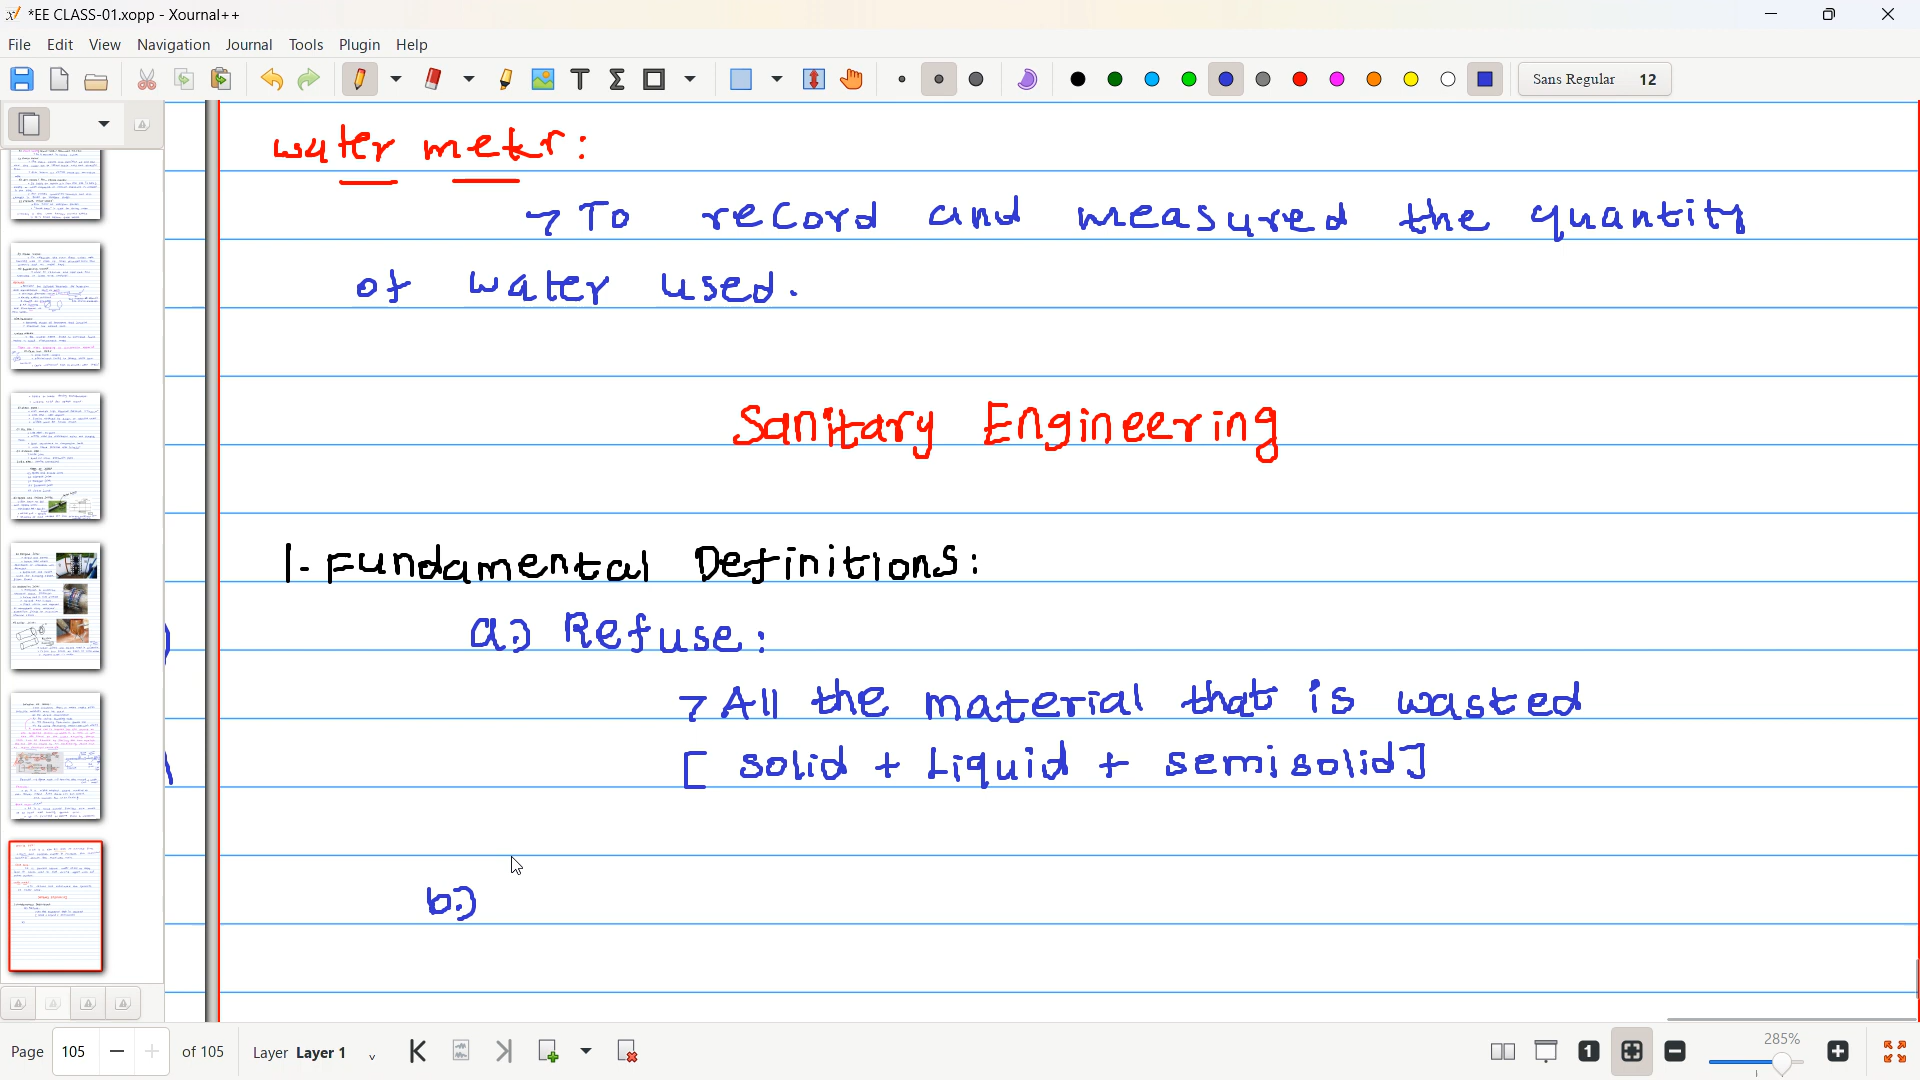 *EE CLASS-01.xopp - Xournal++
File Edit View Navigation Journal Tools Plugin Help
Sans Regular 12
water meter:
→ To record and measured the quantity
of water used.
Sanitary Engineering
1. Fundamental Definitions:
a.) Refuse:
→ All the material that is wasted
[ solid + Liquid + semisolid]
b.)
Page 105 of 105 Layer Layer 1 285%